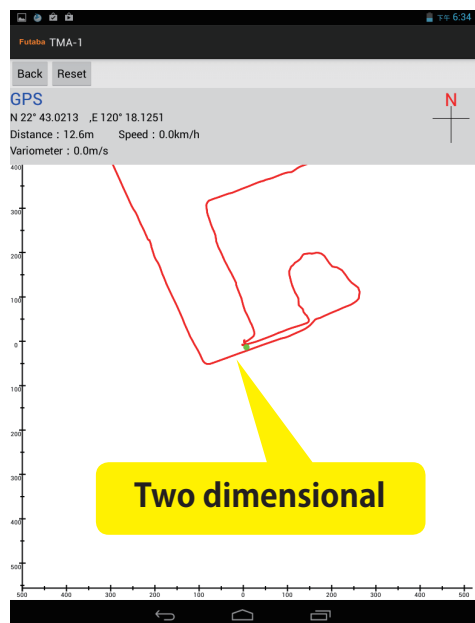 下午 6:34
Futaba TMA-1
Back Reset
GPS
N
N 22° 43.0213 ,E 120° 18.1251
Distance：12.6m Speed：0.0km/h
Variometer：0.0m/s
400
300
200
100
0
100
200
300
400
500
Two dimensional
500 400 300 200 100 0 100 200 300 400 500